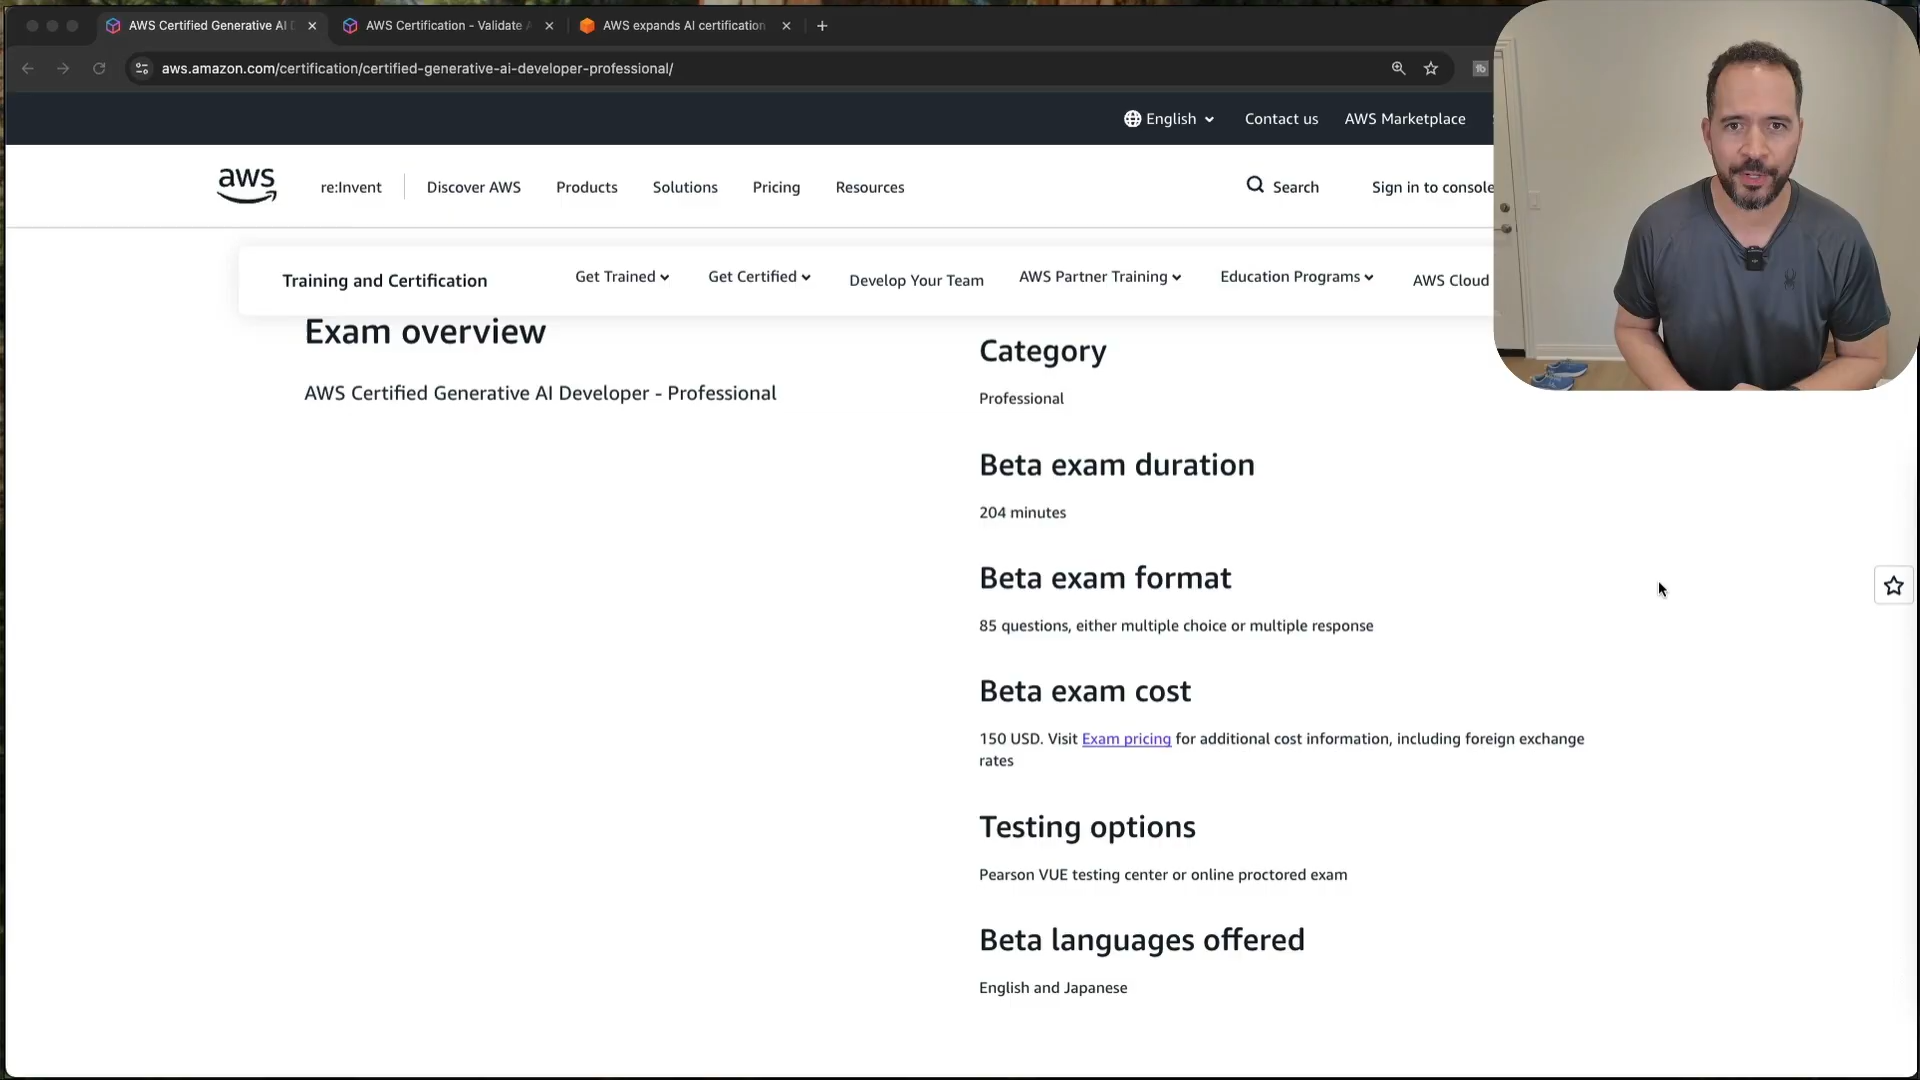 AWS Certified Generative AI
AWS Certification - Validate
AWS expands AI certification
aws.amazon.com/certification/certified-generative-ai-developer-professional/
English
Contact us
AWS Marketplace
aws
re:Invent
Discover AWS
Products
Solutions
Pricing
Resources
Search
Sign in to console
Training and Certification
Get Trained
Get Certified
Develop Your Team
AWS Partner Training
Education Programs
AWS Cloud
Exam overview
AWS Certified Generative AI Developer - Professional
Category
Professional
Beta exam duration
204 minutes
Beta exam format
85 questions, either multiple choice or multiple response
Beta exam cost
150 USD. Visit Exam pricing for additional cost information, including foreign exchange
rates
Testing options
Pearson VUE testing center or online proctored exam
Beta languages offered
English and Japanese